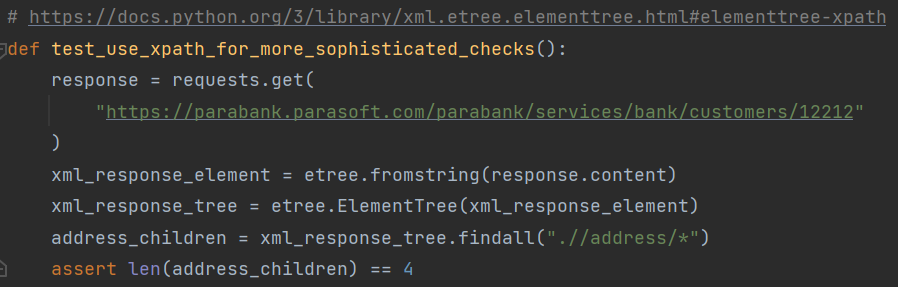 # https://docs.python.org/3/library/xml.etree.elementtree.html#elementtree-xpath
def test_use_xpath_for_more_sophisticated_checks():
    response = requests.get(
        "https://parabank.parasoft.com/parabank/services/bank/customers/12212"
    )
    xml_response_element = etree.fromstring(response.content)
    xml_response_tree = etree.ElementTree(xml_response_element)
    address_children = xml_response_tree.findall(".//address/*")
    assert len(address_children) == 4